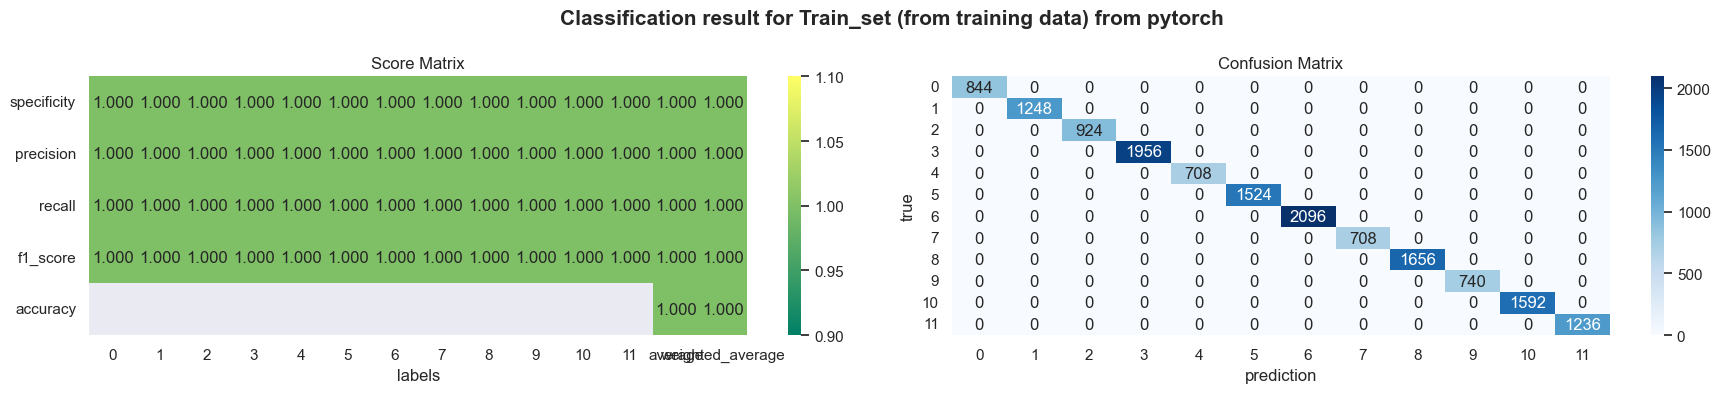 Classification result for Train_set (from training data) from pytorch
Score Matrix
specificity 1.000 1.000 1.000 1.000 1.000 1.000 1.000 1.000 1.000 1.000 1.000 1.000 1.000 1.000
precision 1.000 1.000 1.000 1.000 1.000 1.000 1.000 1.000 1.000 1.000 1.000 1.000 1.000 1.000
recall 1.000 1.000 1.000 1.000 1.000 1.000 1.000 1.000 1.000 1.000 1.000 1.000 1.000 1.000
f1_score 1.000 1.000 1.000 1.000 1.000 1.000 1.000 1.000 1.000 1.000 1.000 1.000 1.000 1.000
accuracy 1.000 1.000
0 1 2 3 4 5 6 7 8 9 10 11 average weighted_average
labels
1.10
1.05
1.00
0.95
0.90
Confusion Matrix
true
0 844 0 0 0 0 0 0 0 0 0 0 0
1 0 1248 0 0 0 0 0 0 0 0 0 0
2 0 0 924 0 0 0 0 0 0 0 0 0
3 0 0 0 1956 0 0 0 0 0 0 0 0
4 0 0 0 0 708 0 0 0 0 0 0 0
5 0 0 0 0 0 1524 0 0 0 0 0 0
6 0 0 0 0 0 0 2096 0 0 0 0 0
7 0 0 0 0 0 0 0 708 0 0 0 0
8 0 0 0 0 0 0 0 0 1656 0 0 0
9 0 0 0 0 0 0 0 0 0 740 0 0
10 0 0 0 0 0 0 0 0 0 0 1592 0
11 0 0 0 0 0 0 0 0 0 0 0 1236
0 1 2 3 4 5 6 7 8 9 10 11
prediction
2000
1500
1000
500
0